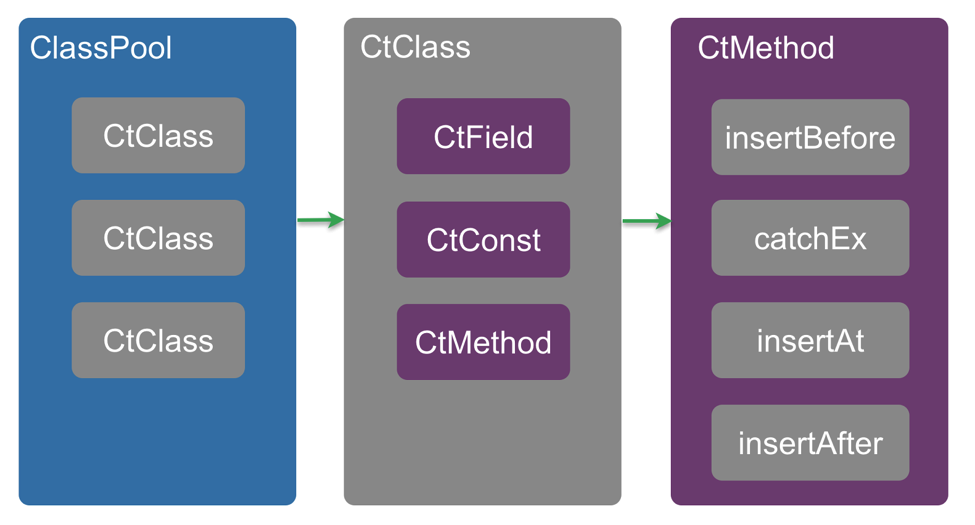 ClassPool
CtClass
CtClass
CtClass
CtClass
CtField
CtConst
CtMethod
CtMethod
insertBefore
catchEx
insertAt
insertAfter